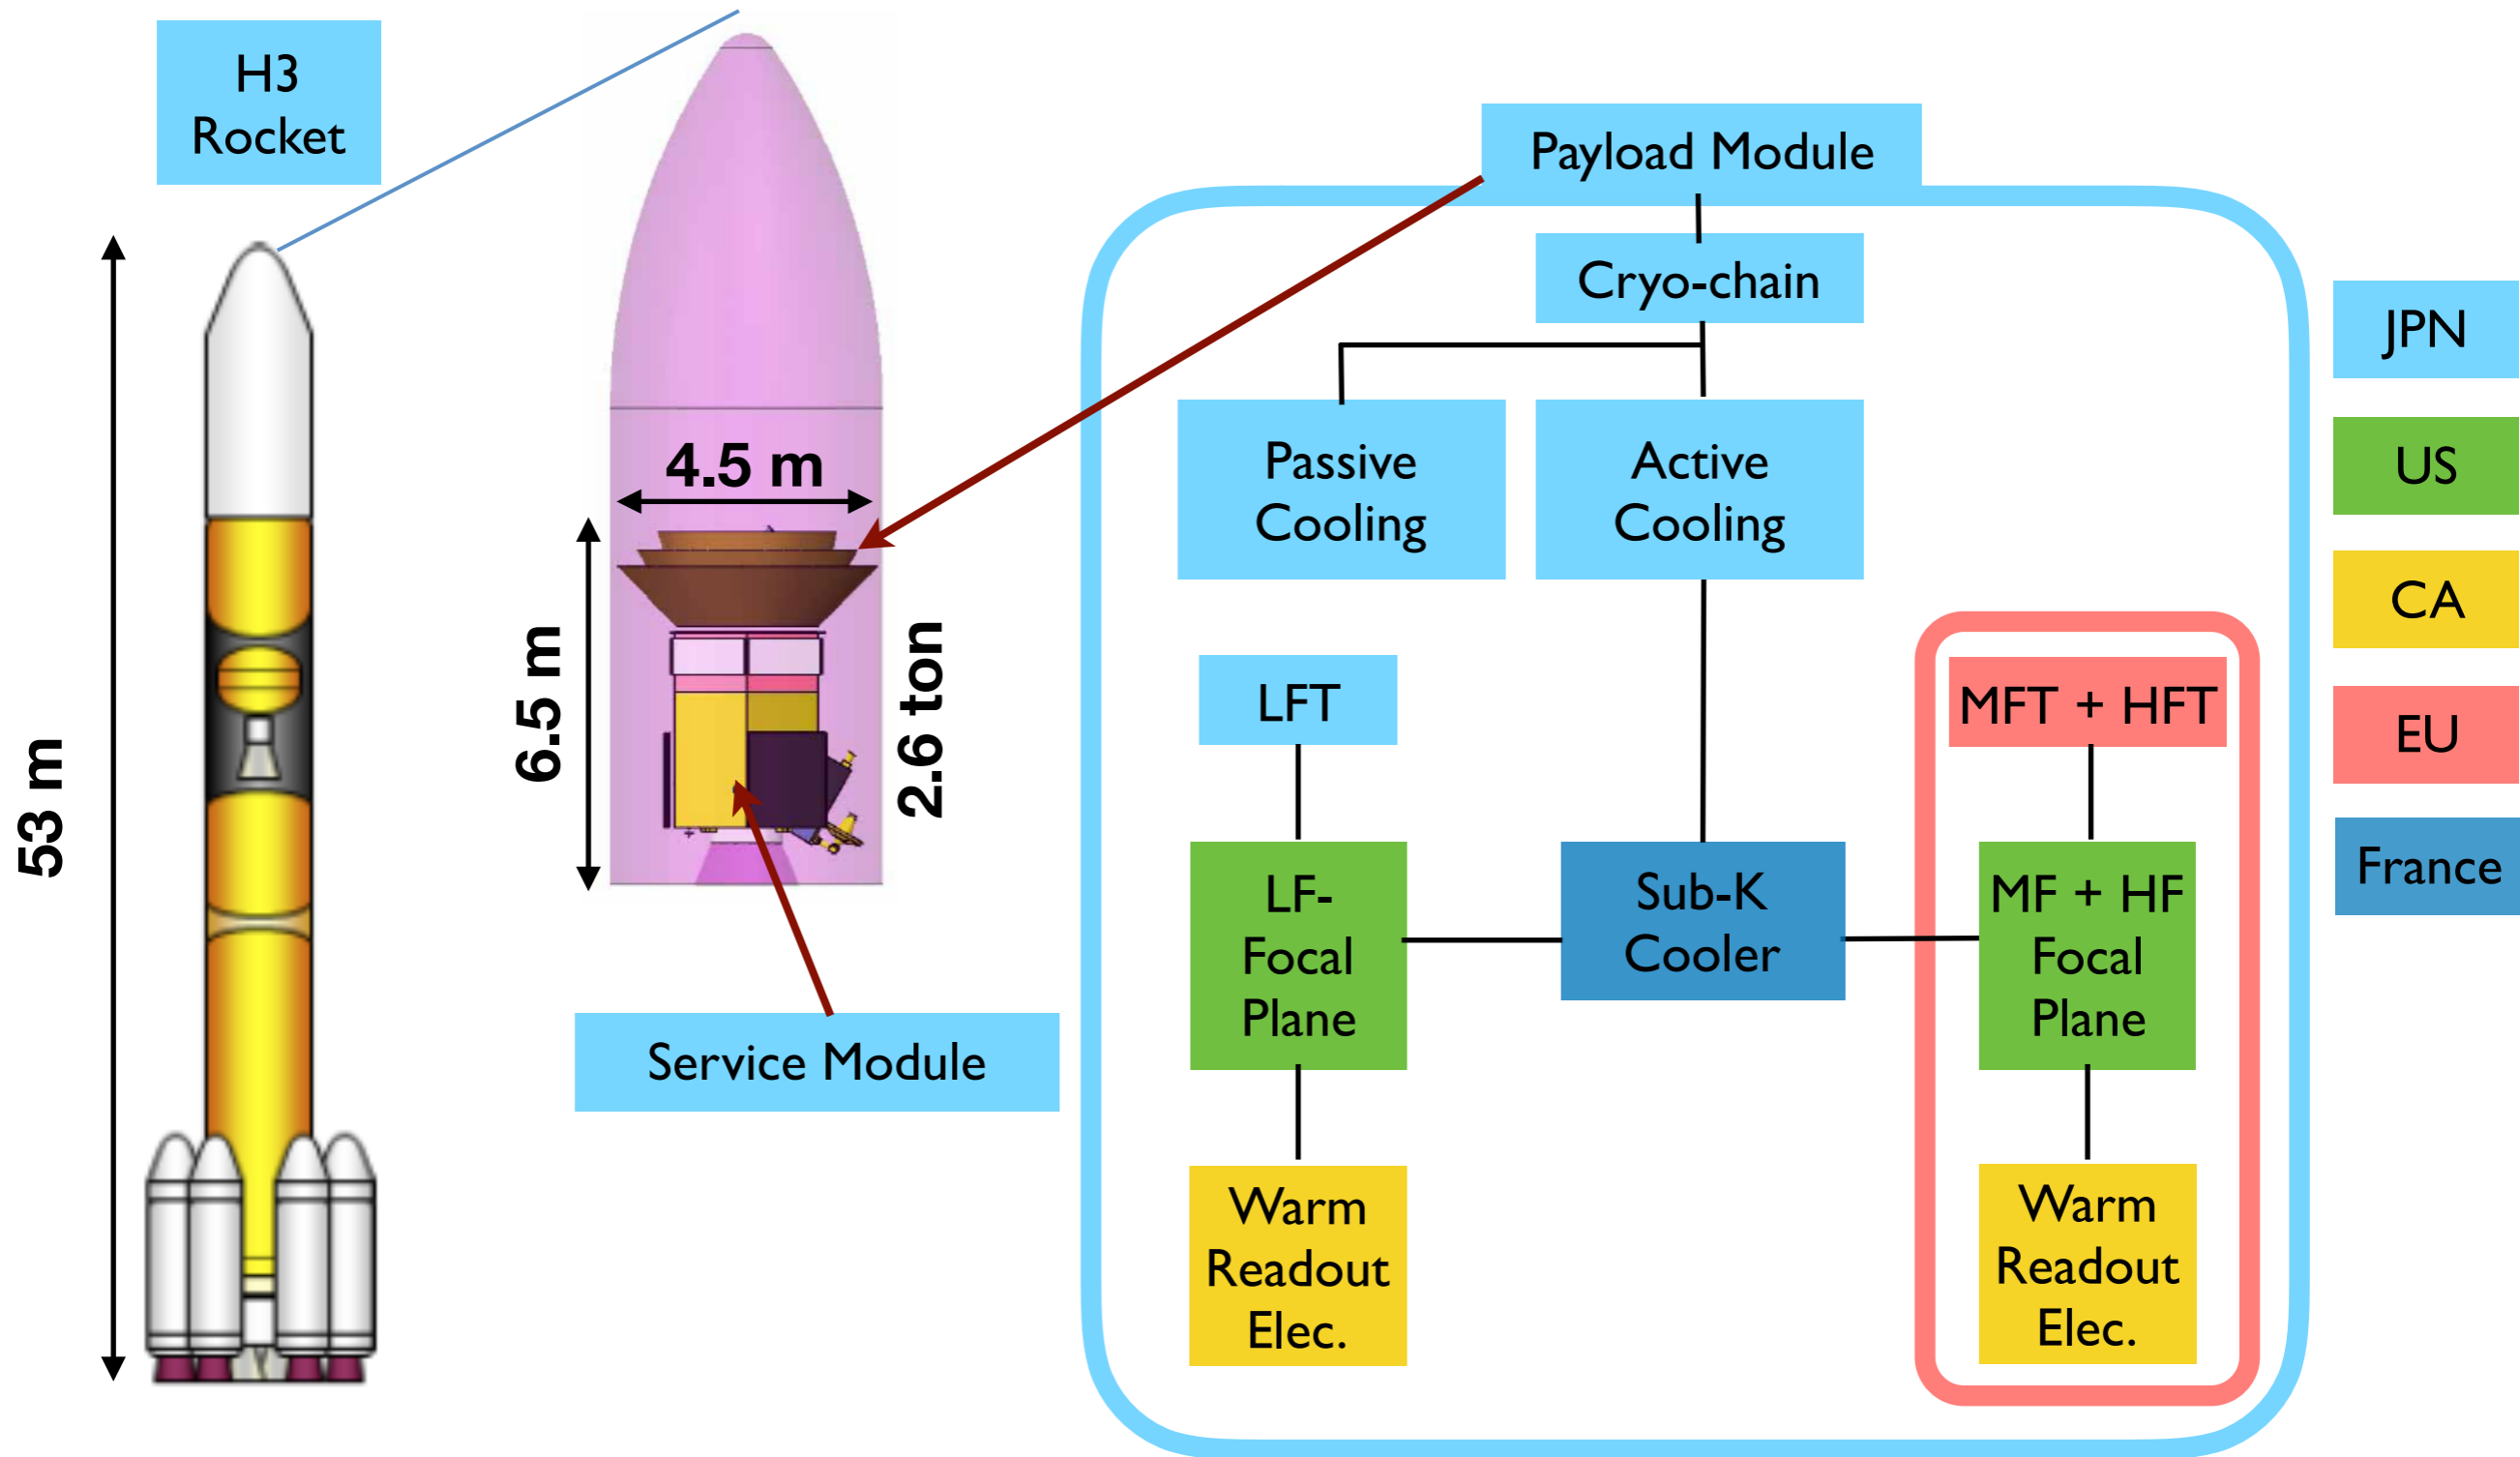 H3
Rocket
53 m
4.5 m
6.5 m
2.6 ton
Service Module
Payload Module
Cryo-chain
Passive
Cooling
Active
Cooling
LFT
MFT + HFT
LF-
Focal
Plane
Sub-K
Cooler
MF + HF
Focal
Plane
Warm
Readout
Elec.
Warm
Readout
Elec.
JPN
US
CA
EU
France